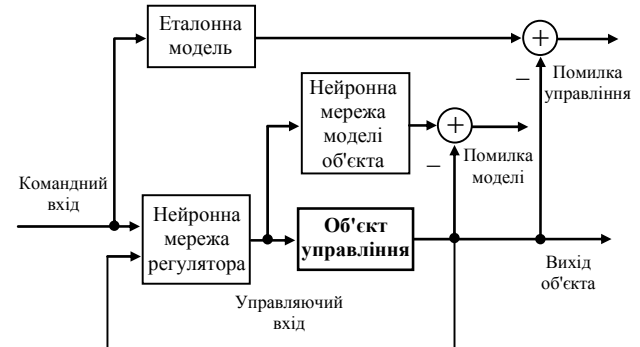 Еталонна
модель
+
Помилка
управління
–
Нейронна
мережа
моделі
об'єкта
+
Помилка
моделі
–
Командний
вхід
Нейронна
мережа
регулятора
Об'єкт
управління
Вихід
об'єкта
Управляючий
вхід